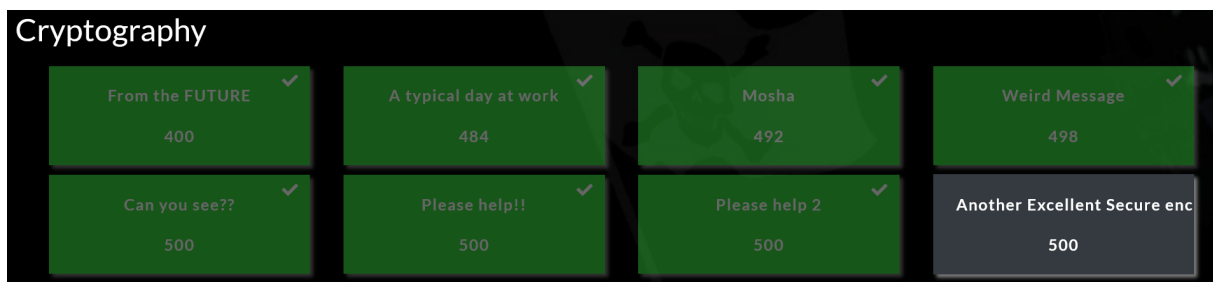 Cryptography
From the FUTURE
400
A typical day at work
484
Mosha
492
Weird Message
498
Can you see??
500
Please help!!
500
Please help 2
500
Another Excellent Secure enc
500